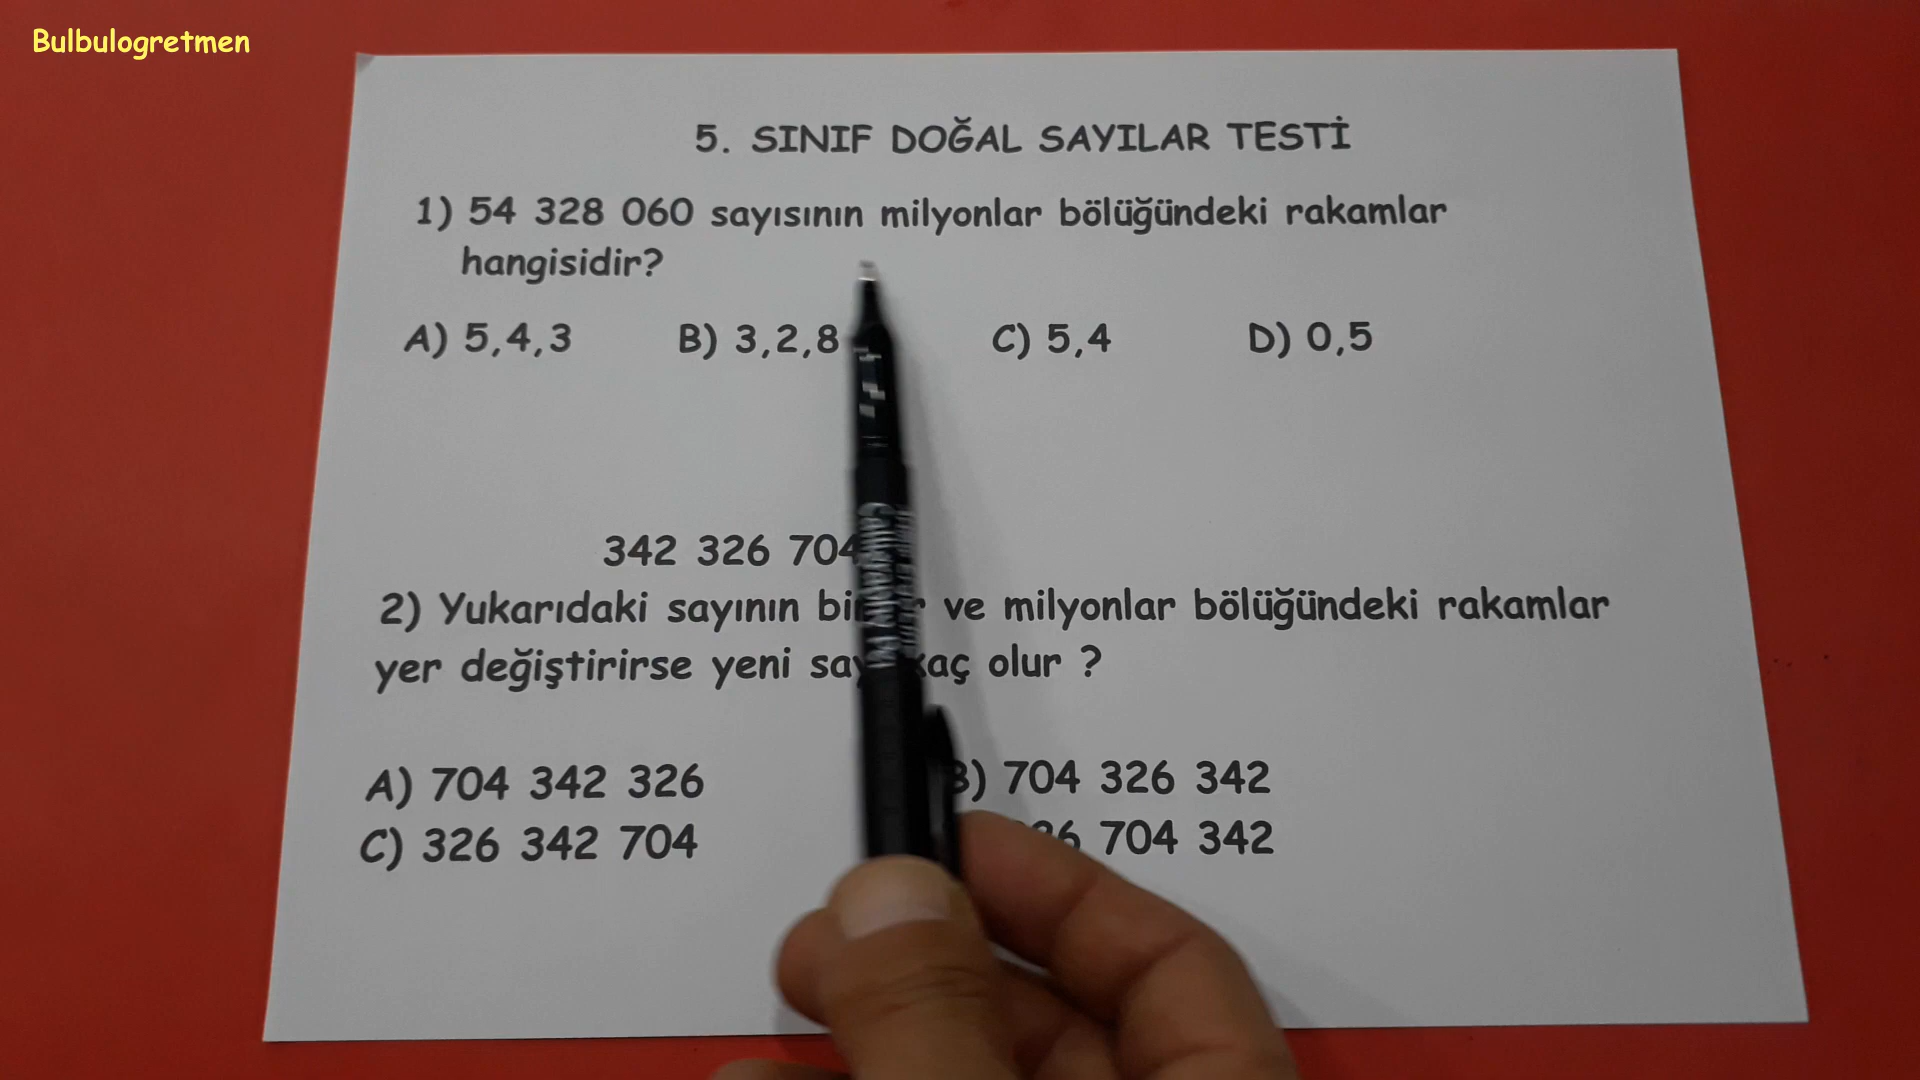 Bulbulogretmen
5. SINIF DOĞAL SAYILAR TESTİ
1) 54 328 060 sayısının milyonlar bölüğündeki rakamlar
hangisidir?
A) 5,4,3 B) 3,2,8 C) 5,4 D) 0,5
342 326 704
2) Yukarıdaki sayının ve milyonlar bölüğündeki rakamlar
yer değiştirirse yeni kaç olur ?
A) 704 342 326 B) 704 326 342
C) 326 342 704 704 342